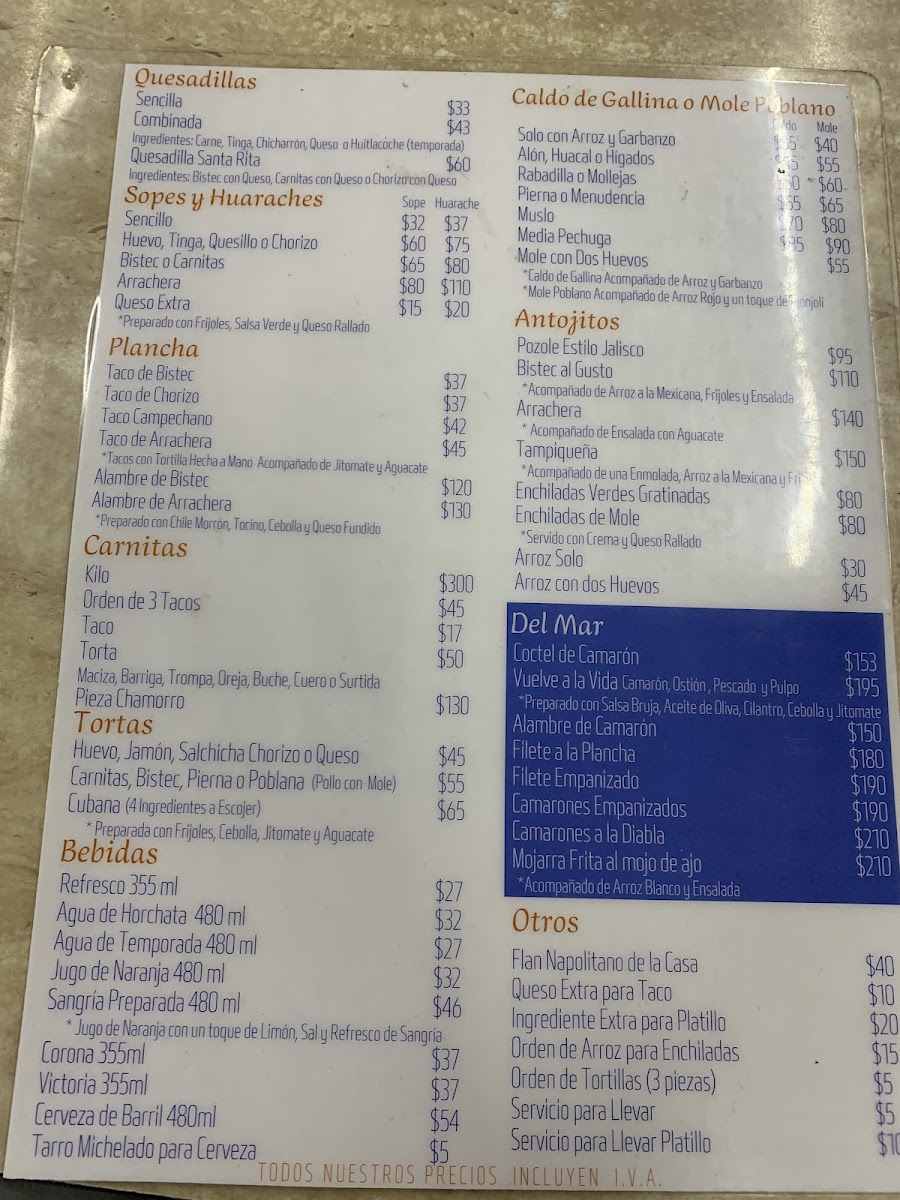 Quesadillas
Sencilla $33
Combinada $43
Ingredientes: Carne, Tinga, Chicharrón, Queso o Huitlacoche (temporada)
Quesadilla Santa Rita $60
Ingredientes: Bistec con Queso, Carnitas con Queso o Chorizo con Queso
Sopes y Huaraches Sope Huarache
Sencillo $32 $37
Huevo, Tinga, Quesillo o Chorizo $60 $75
Bistec o Carnitas $65 $80
Arrachera $80 $110
Queso Extra $15 $20
*Preparado con Frijoles, Salsa Verde y Queso Rallado
Plancha
Taco de Bistec $37
Taco de Chorizo $37
Taco Campechano $42
Taco de Arrachera $45
*Tacos con Tortilla Hecha a Mano Acompañado de Jitomate y Aguacate
Alambre de Bistec $120
Alambre de Arrachera $130
*Preparado con Chile Morrón, Tocino, Cebolla y Queso Fundido
Carnitas
Kilo $300
Orden de 3 Tacos $45
Taco $17
Torta $50
Maciza, Barriga, Trompa, Oreja, Buche, Cuero o Surtida
Pieza Chamorro $130
Tortas
Huevo, Jamón, Salchicha Chorizo o Queso $45
Carnitas, Bistec, Pierna o Poblana (Pollo con Mole) $55
Cubana (4 Ingredientes a Escojer) $65
* Preparada con Frijoles, Cebolla, Jitomate y Aguacate
Bebidas
Refresco 355 ml $27
Agua de Horchata 480 ml $32
Agua de Temporada 480 ml $27
Jugo de Naranja 480 ml $32
Sangría Preparada 480 ml $46
* Jugo de Naranja con un toque de Limón, Sal y Refresco de Sangría
Corona 355ml $37
Victoria 355ml $37
Cerveza de Barril 480ml $54
Tarro Michelado para Cerveza $5
Caldo de Gallina o Mole Poblano
Mole
Solo con Arroz y Garbanzo $40
Alón, Huacal o Hígados $55
Rabadilla o Mollejas $60
Pierna o Menudencia $65
Muslo $80
Media Pechuga $90
Mole con Dos Huevos $55
*Caldo de Gallina Acompañado de Arroz y Garbanzo
*Mole Poblano Acompañado de Arroz Rojo y un toque de
Antojitos
Pozole Estilo Jalisco $95
Bistec al Gusto $110
*Acompañado de Arroz a la Mexicana, Frijoles y Ensalada
Arrachera $140
* Acompañado de Ensalada con Aguacate
Tampiqueña $150
*Acompañado de una Enmolada, Arroz a la Mexicana y
Enchiladas Verdes Gratinadas $80
Enchiladas de Mole $80
*Servido con Crema y Queso Rallado
Arroz Solo $30
Arroz con dos Huevos $45
Del Mar
Coctel de Camarón $153
Vuelve a la Vida Camarón, Ostión, Pescado y Pulpo $195
*Preparado con Salsa Bruja, Aceite de Oliva, Cilantro, Cebolla y Jitomate
Alambre de Camarón $150
Filete a la Plancha $180
Filete Empanizado $190
Camarones Empanizados $190
Camarones a la Diabla $210
Mojarra Frita al mojo de ajo $210
*Acompañado de Arroz Blanco y Ensalada
Otros
Flan Napolitano de la Casa $40
Queso Extra para Taco $10
Ingrediente Extra para Platillo $20
Orden de Arroz para Enchiladas $15
Orden de Tortillas (3 piezas) $5
Servicio para Llevar $5
Servicio para Llevar Platillo
TODOS NUESTROS PRECIOS INCLUYEN I.V.A.